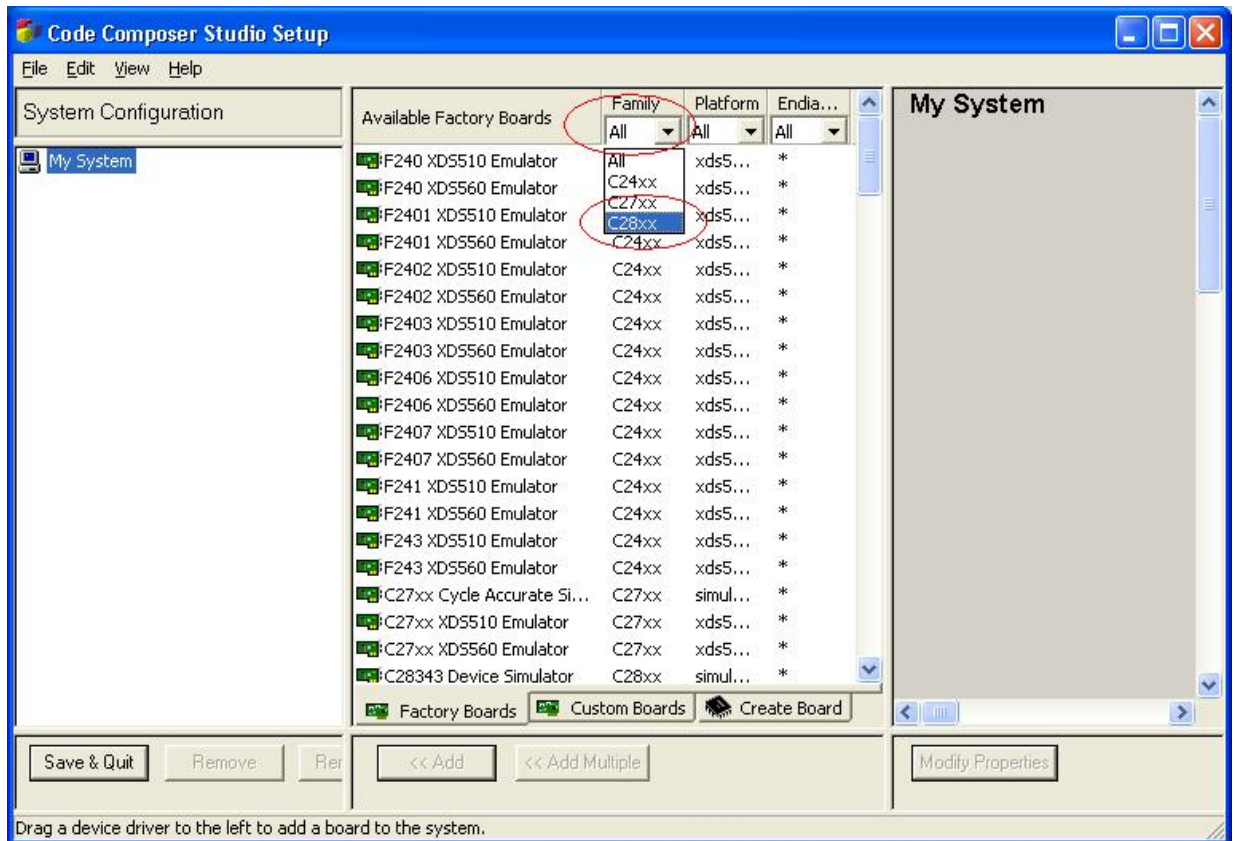 Code Composer Studio Setup
File Edit View Help
System Configuration
My System
Available Factory Boards Family Platform Endia...
All All All
All
C24xx
C27xx
C28xx
F240 XDS510 Emulator xds5... *
F240 XDS560 Emulator xds5... *
F2401 XDS510 Emulator xds5... *
F2401 XDS560 Emulator C24xx xds5... *
F2402 XDS510 Emulator C24xx xds5... *
F2402 XDS560 Emulator C24xx xds5... *
F2403 XDS510 Emulator C24xx xds5... *
F2403 XDS560 Emulator C24xx xds5... *
F2406 XDS510 Emulator C24xx xds5... *
F2406 XDS560 Emulator C24xx xds5... *
F2407 XDS510 Emulator C24xx xds5... *
F2407 XDS560 Emulator C24xx xds5... *
F241 XDS510 Emulator C24xx xds5... *
F241 XDS560 Emulator C24xx xds5... *
F243 XDS510 Emulator C24xx xds5... *
F243 XDS560 Emulator C24xx xds5... *
C27xx Cycle Accurate Si... C27xx simul... *
C27xx XDS510 Emulator C27xx xds5... *
C27xx XDS560 Emulator C27xx xds5... *
C28343 Device Simulator C28xx simul... *
Factory Boards Custom Boards Create Board
My System
Save & Quit Remove Rer
<< Add << Add Multiple
Modify Properties
Drag a device driver to the left to add a board to the system.